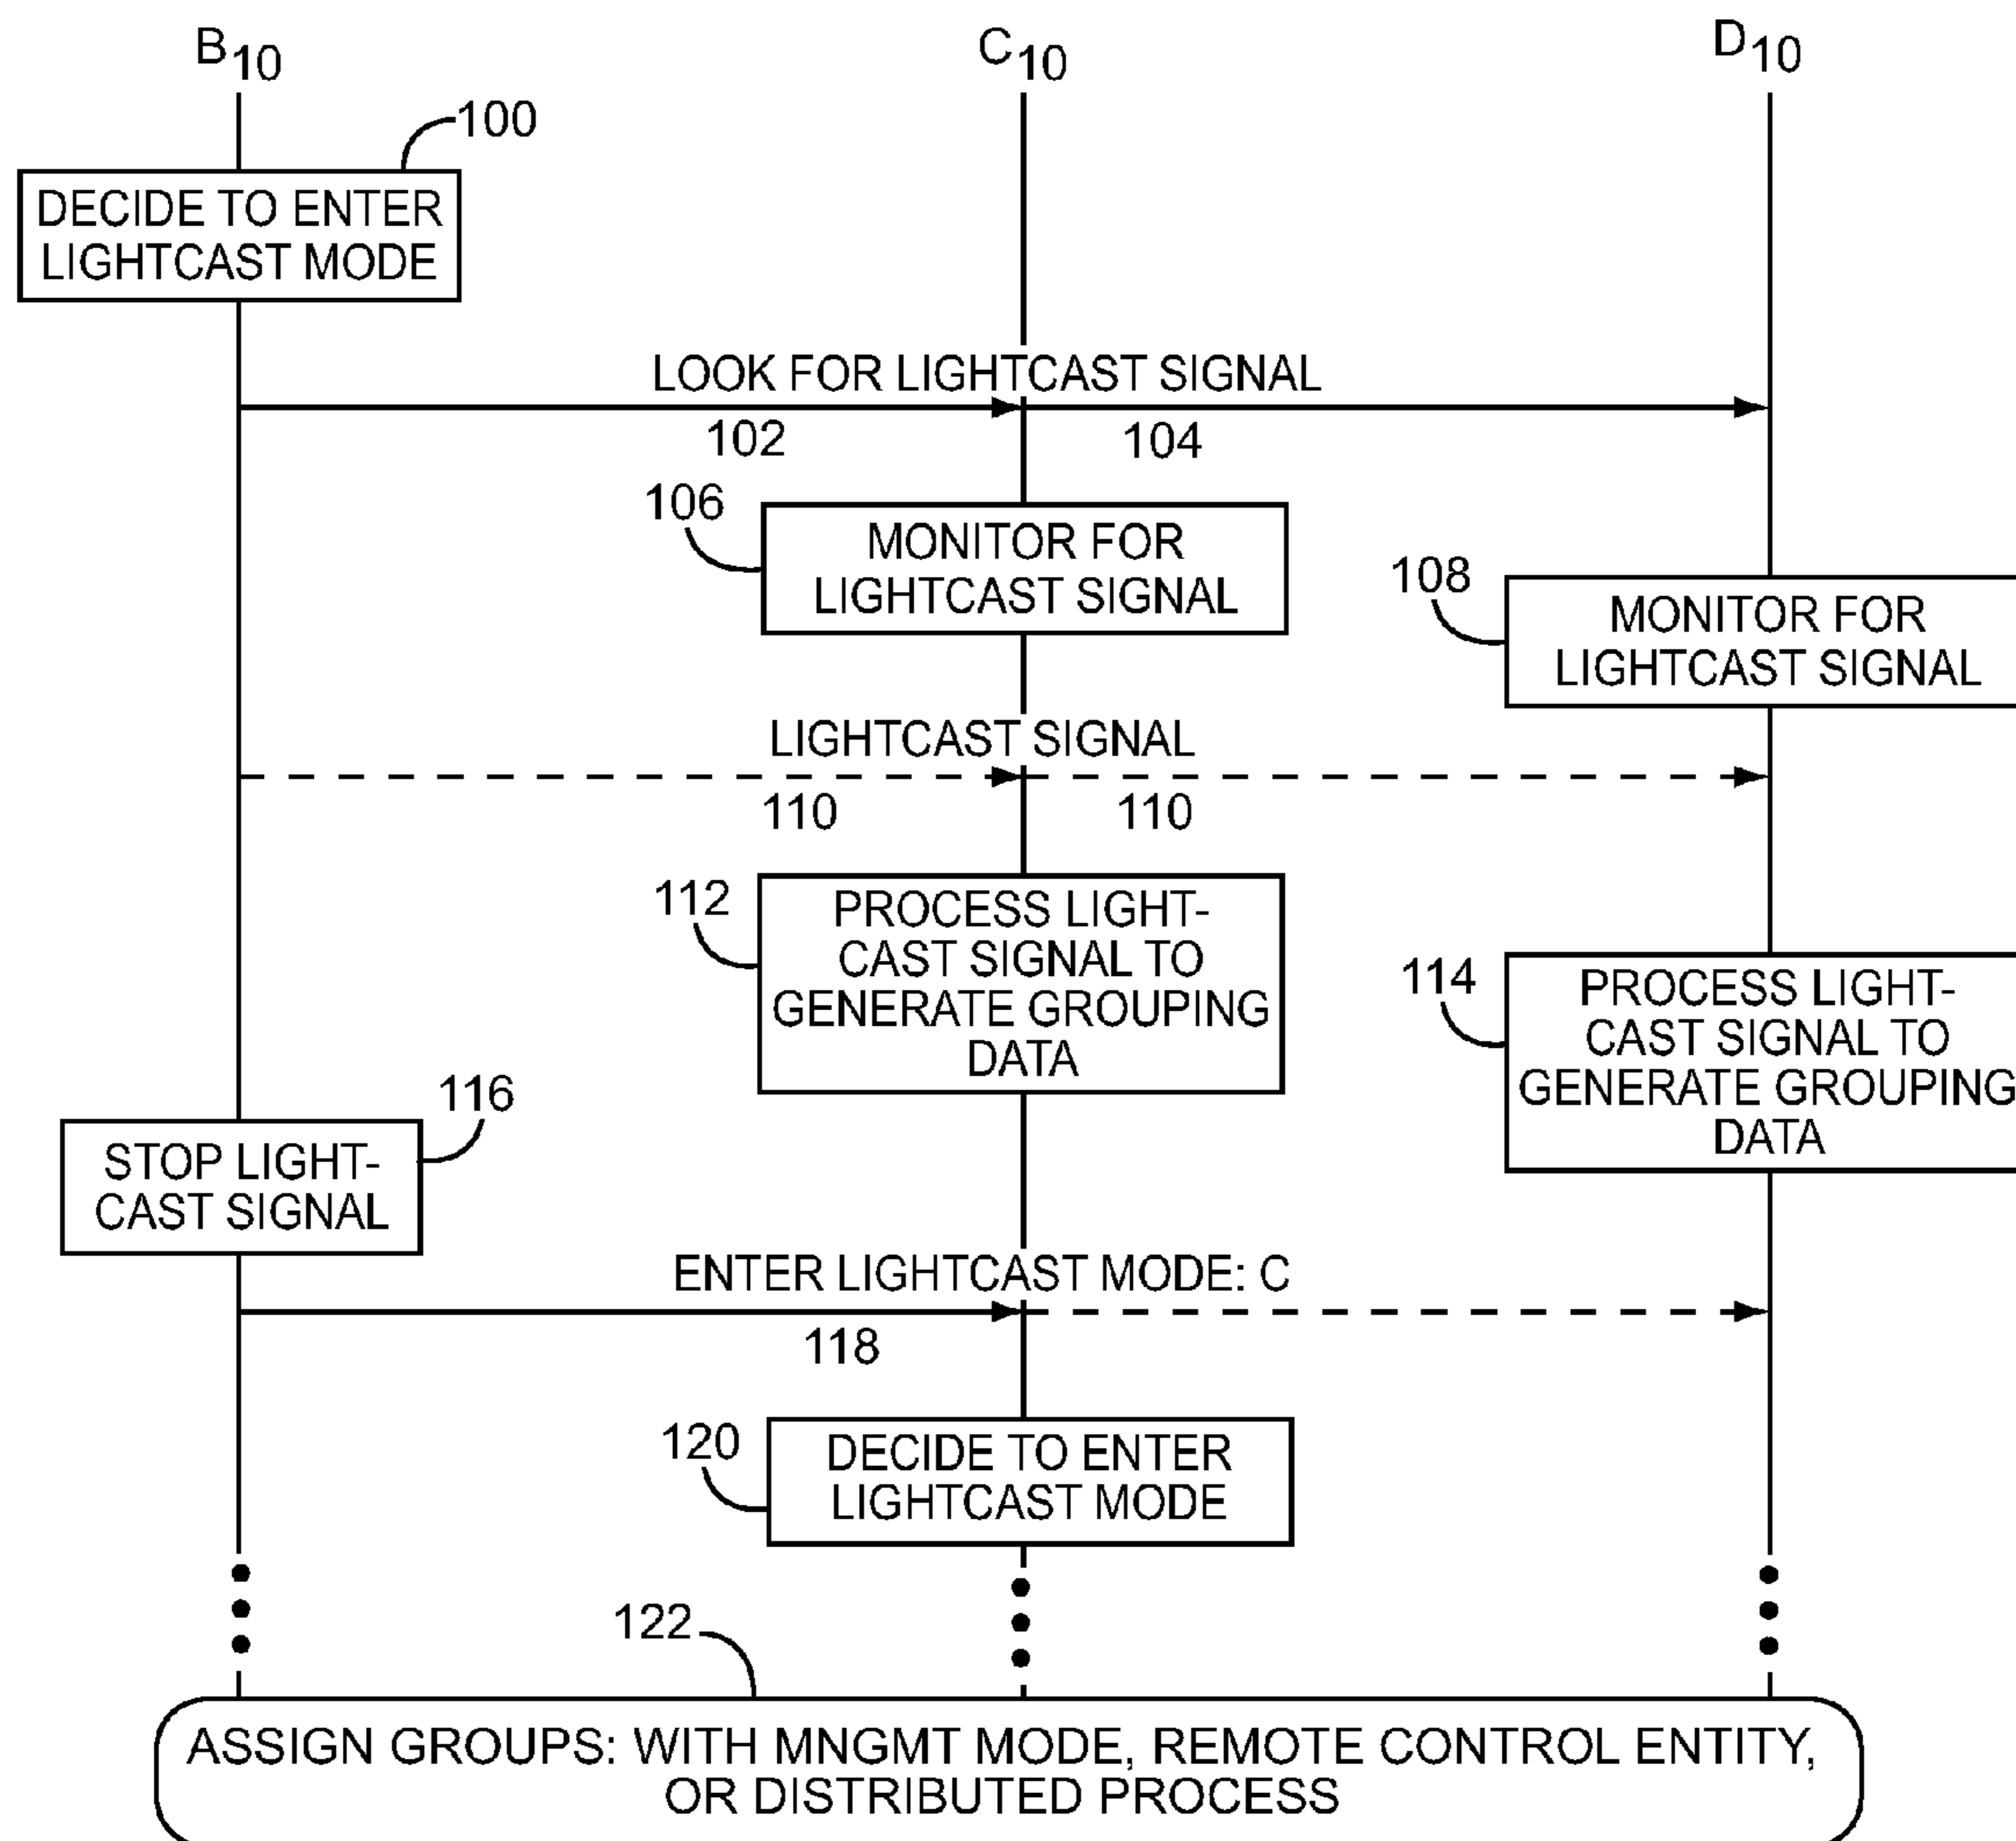 B10
C10
D10
100
DECIDE TO ENTER
LIGHTCAST MODE
LOOK FOR LIGHTCAST SIGNAL
102
104
106
MONITOR FOR
LIGHTCAST SIGNAL
108
MONITOR FOR
LIGHTCAST SIGNAL
LIGHTCAST SIGNAL
110
110
112
PROCESS LIGHT-
CAST SIGNAL TO
GENERATE GROUPING
DATA
114
PROCESS LIGHT-
CAST SIGNAL TO
GENERATE GROUPING
DATA
116
STOP LIGHT-
CAST SIGNAL
ENTER LIGHTCAST MODE: C
118
120
DECIDE TO ENTER
LIGHTCAST MODE
122
ASSIGN GROUPS: WITH MNGMT MODE, REMOTE CONTROL ENTITY,
OR DISTRIBUTED PROCESS